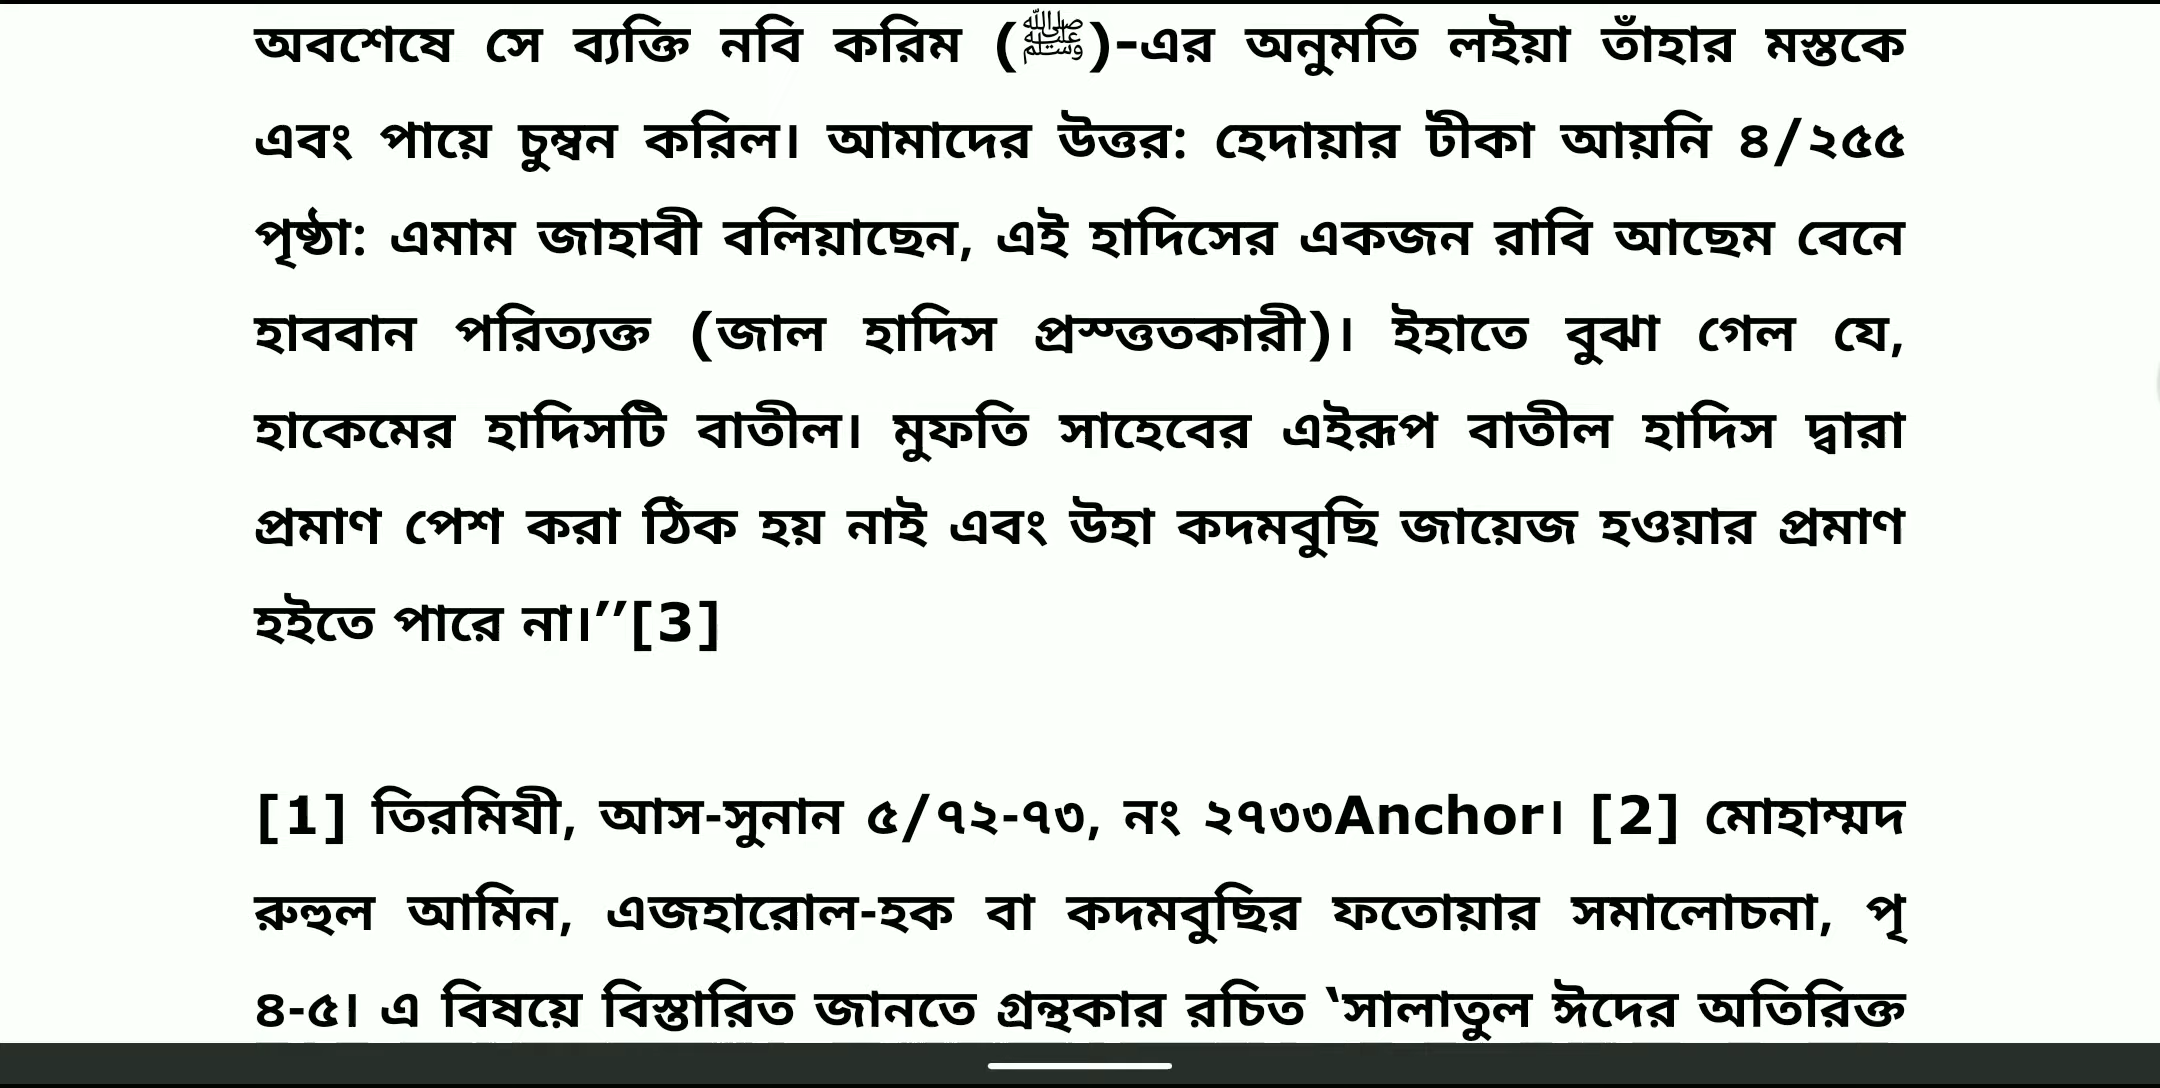 অবশেষে সে ব্যক্তি নবি করিম (ﷺ)-এর অনুমতি লইয়া তাঁহার মস্তকে
এবং পায়ে চুম্বন করিল। আমাদের উত্তর: হেদায়ার টীকা আয়নি ৪/২৫৫
পৃষ্ঠা: এমাম জাহাবী বলিয়াছেন, এই হাদিসের একজন রাবি আছেম বেনে
হাববান পরিত্যক্ত (জাল হাদিস প্রস্ত্ততকারী)। ইহাতে বুঝা গেল যে,
হাকেমের হাদিসটি বাতীল। মুফতি সাহেবের এইরূপ বাতীল হাদিস দ্বারা
প্রমাণ পেশ করা ঠিক হয় নাই এবং উহা কদমবুছি জায়েজ হওয়ার প্রমাণ
হইতে পারে না।’’[3]
[1] তিরমিযী, আস-সুনান ৫/৭২-৭৩, নং ২৭৩৩Anchor। [2] মোহাম্মদ
রুহুল আমিন, এজহারোল-হক বা কদমবুছির ফতোয়ার সমালোচনা, পৃ
৪-৫। এ বিষয়ে বিস্তারিত জানতে গ্রন্থকার রচিত ‘সালাতুল ঈদের অতিরিক্ত